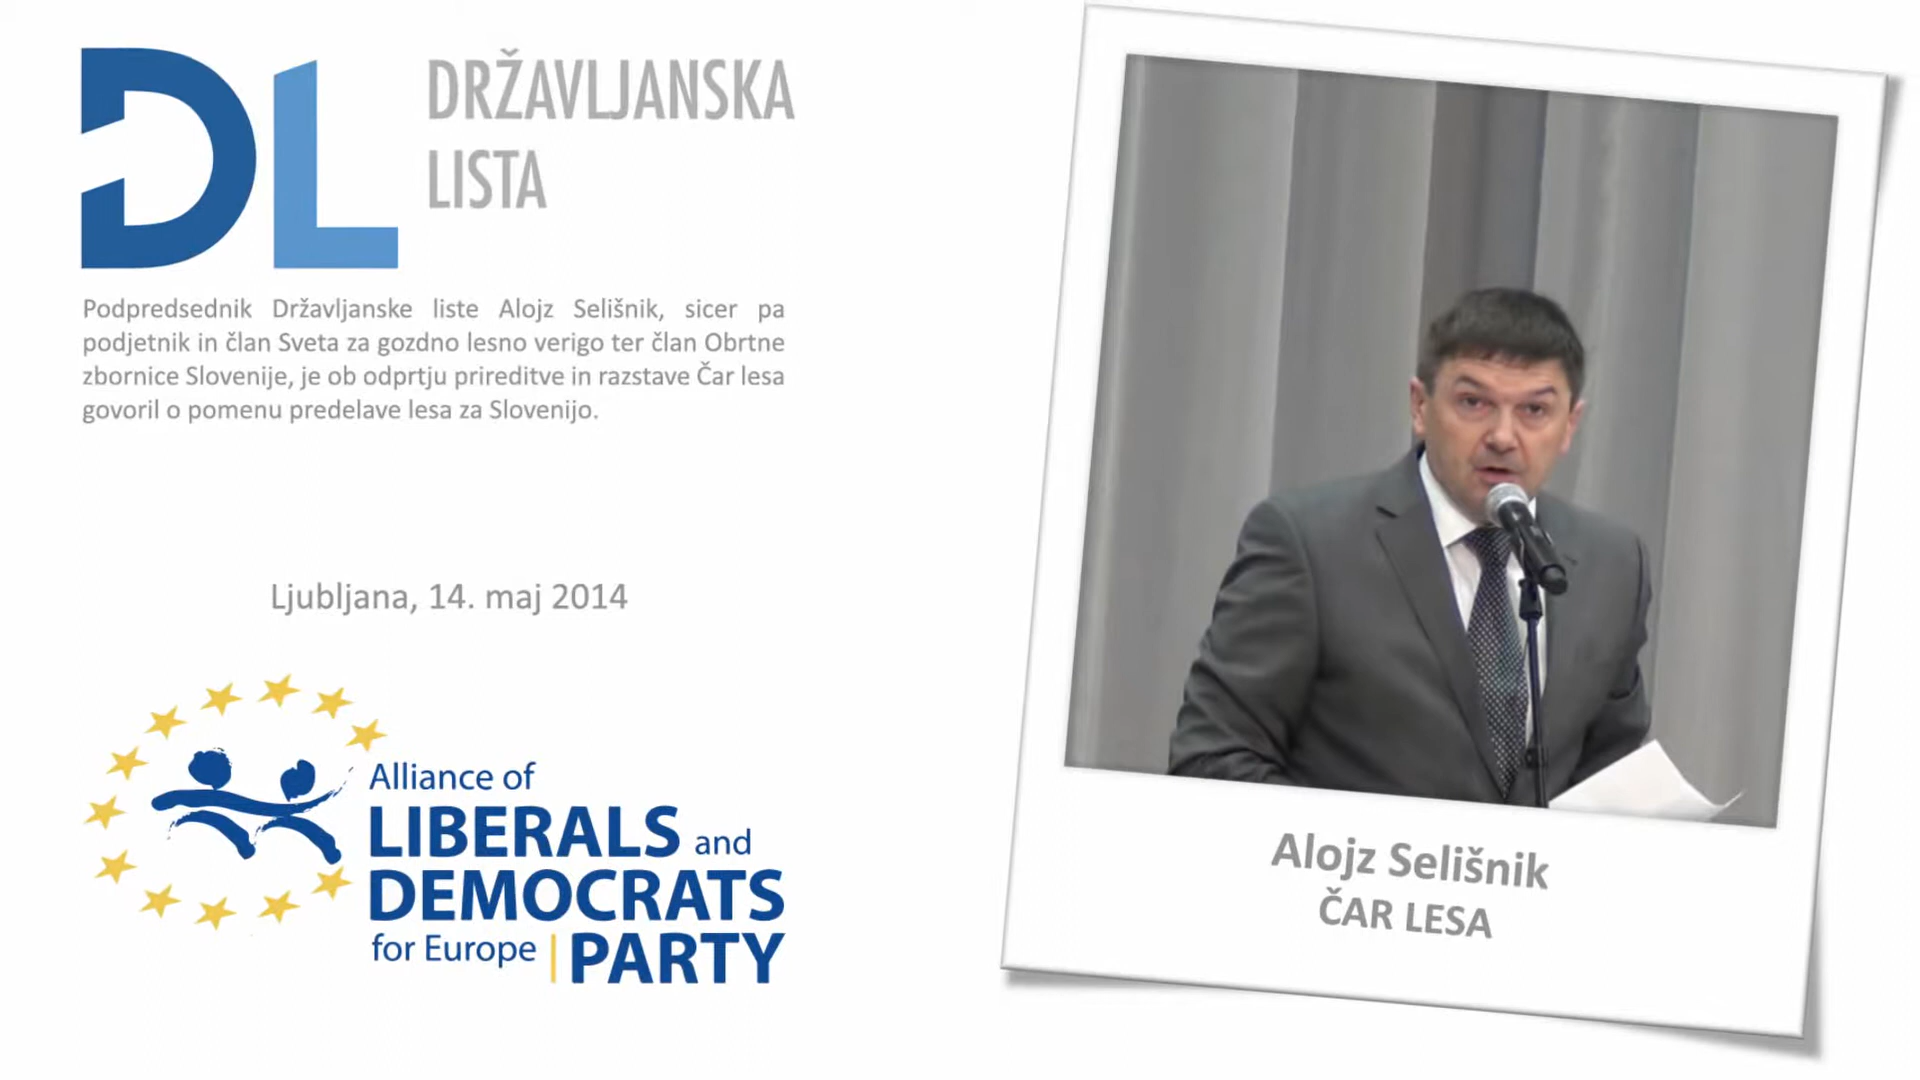 DL
DRŽAVLJANSKA
LISTA
Podpredsednik Državljanske liste Alojz Selišnik, sicer pa
podjetnik in član Sveta za gozdno lesno verigo ter član Obrtne
zbornice Slovenije, je ob odprtju prireditve in razstave Čar lesa
govoril o pomenu predelave lesa za Slovenijo.
Ljubljana, 14. maj 2014
Alliance of
LIBERALS and
DEMOCRATS
for Europe | PARTY
Alojz Selišnik
ČAR LESA